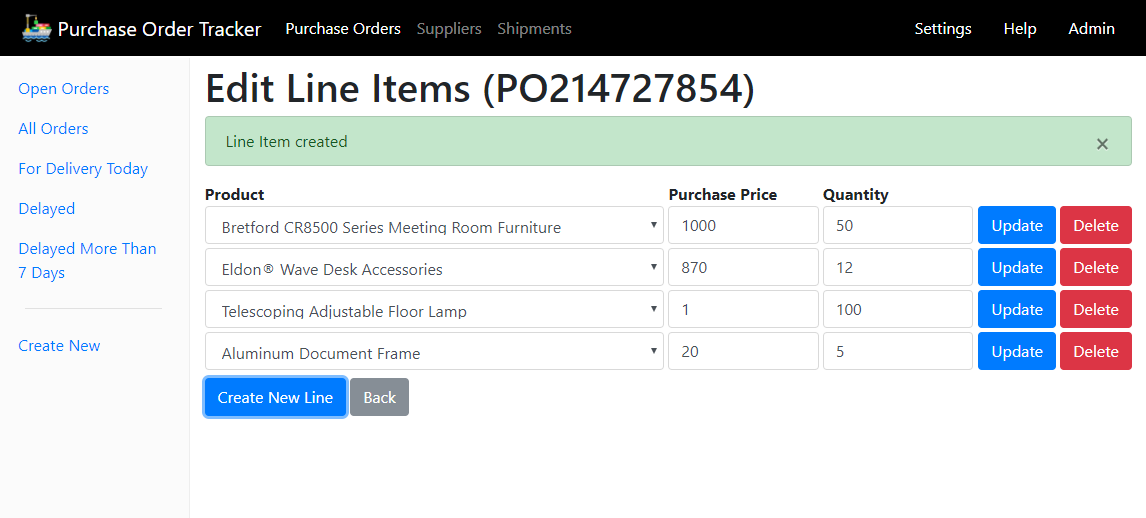 Purchase Order Tracker Purchase Orders Suppliers Shipments Settings Help Admin
Open Orders
All Orders
For Delivery Today
Delayed
Delayed More Than
7 Days
Create New
Edit Line Items (PO214727854)
Line Item created ×
Product Purchase Price Quantity
Bretford CR8500 Series Meeting Room Furniture 1000 50 Update Delete
Eldon® Wave Desk Accessories 870 12 Update Delete
Telescoping Adjustable Floor Lamp 1 100 Update Delete
Aluminum Document Frame 20 5 Update Delete
Create New Line Back